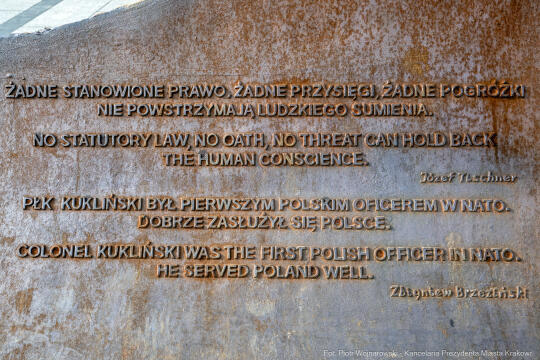 ŻADNE STANOWIONE PRAWO, ŻADNE PRZYSIĘGI, ŻADNE POGRÓŻKI
NIE POWSTRZYMAJĄ LUDZKIEGO SUMIENIA.
NO STATUTORY LAW, NO OATH, NO THREAT CAN HOLD BACK
THE HUMAN CONSCIENCE.
Józef Tischner
PŁK KUKLIŃSKI BYŁ PIERWSZYM POLSKIM OFICEREM W NATO.
DOBRZE ZASŁUŻYŁ SIĘ POLSCE.
COLONEL KUKLIŃSKI WAS THE FIRST POLISH OFFICER IN NATO.
HE SERVED POLAND WELL.
Zbigniew Brzeziński
Fot. Piotr Wojnarowski - Kancelaria Prezydenta Miasta Krakowa